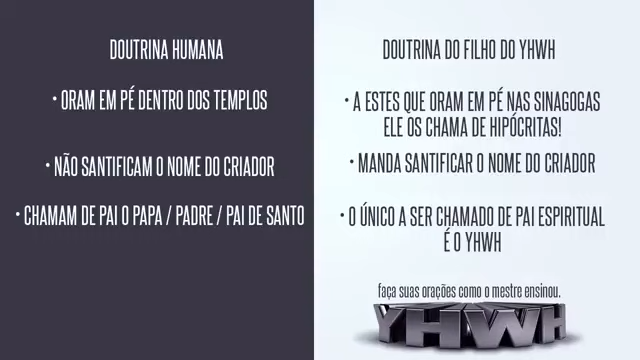 DOUTRINA HUMANA
• ORAM EM PÉ DENTRO DOS TEMPLOS
• NÃO SANTIFICAM O NOME DO CRIADOR
• CHAMAM DE PAI O PAPA / PADRE / PAI DE SANTO
DOUTRINA DO FILHO DO YHWH
• A ESTES QUE ORAM EM PÉ NAS SINAGOGAS
ELE OS CHAMA DE HIPÓCRITAS!
• MANDA SANTIFICAR O NOME DO CRIADOR
• O ÚNICO A SER CHAMADO DE PAI ESPIRITUAL
É O YHWH
faça suas orações como o mestre ensinou.
YHWH